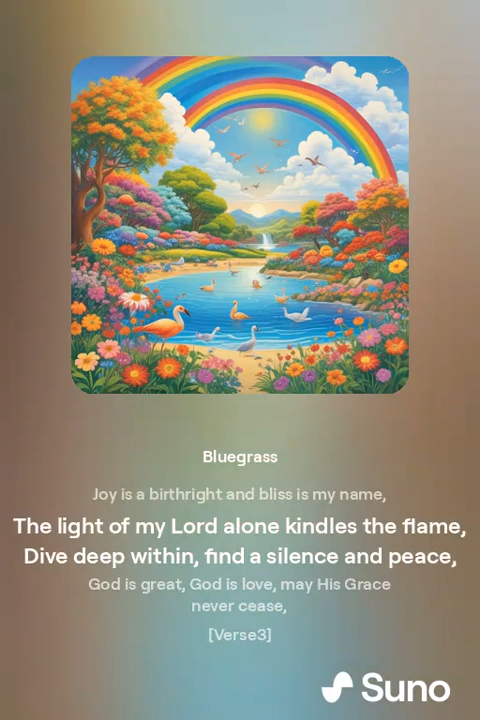 Bluegrass
Joy is a birthright and bliss is my name,
The light of my Lord alone kindles the flame,
Dive deep within, find a silence and peace,
God is great, God is love, may His Grace
never cease,
[Verse3]
Suno